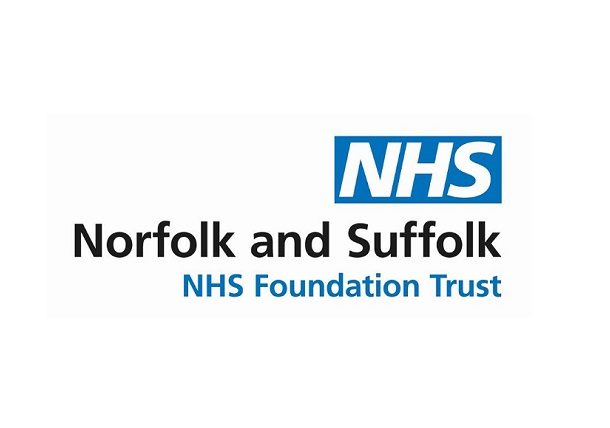 NHS
Norfolk and Suffolk
NHS Foundation Trust